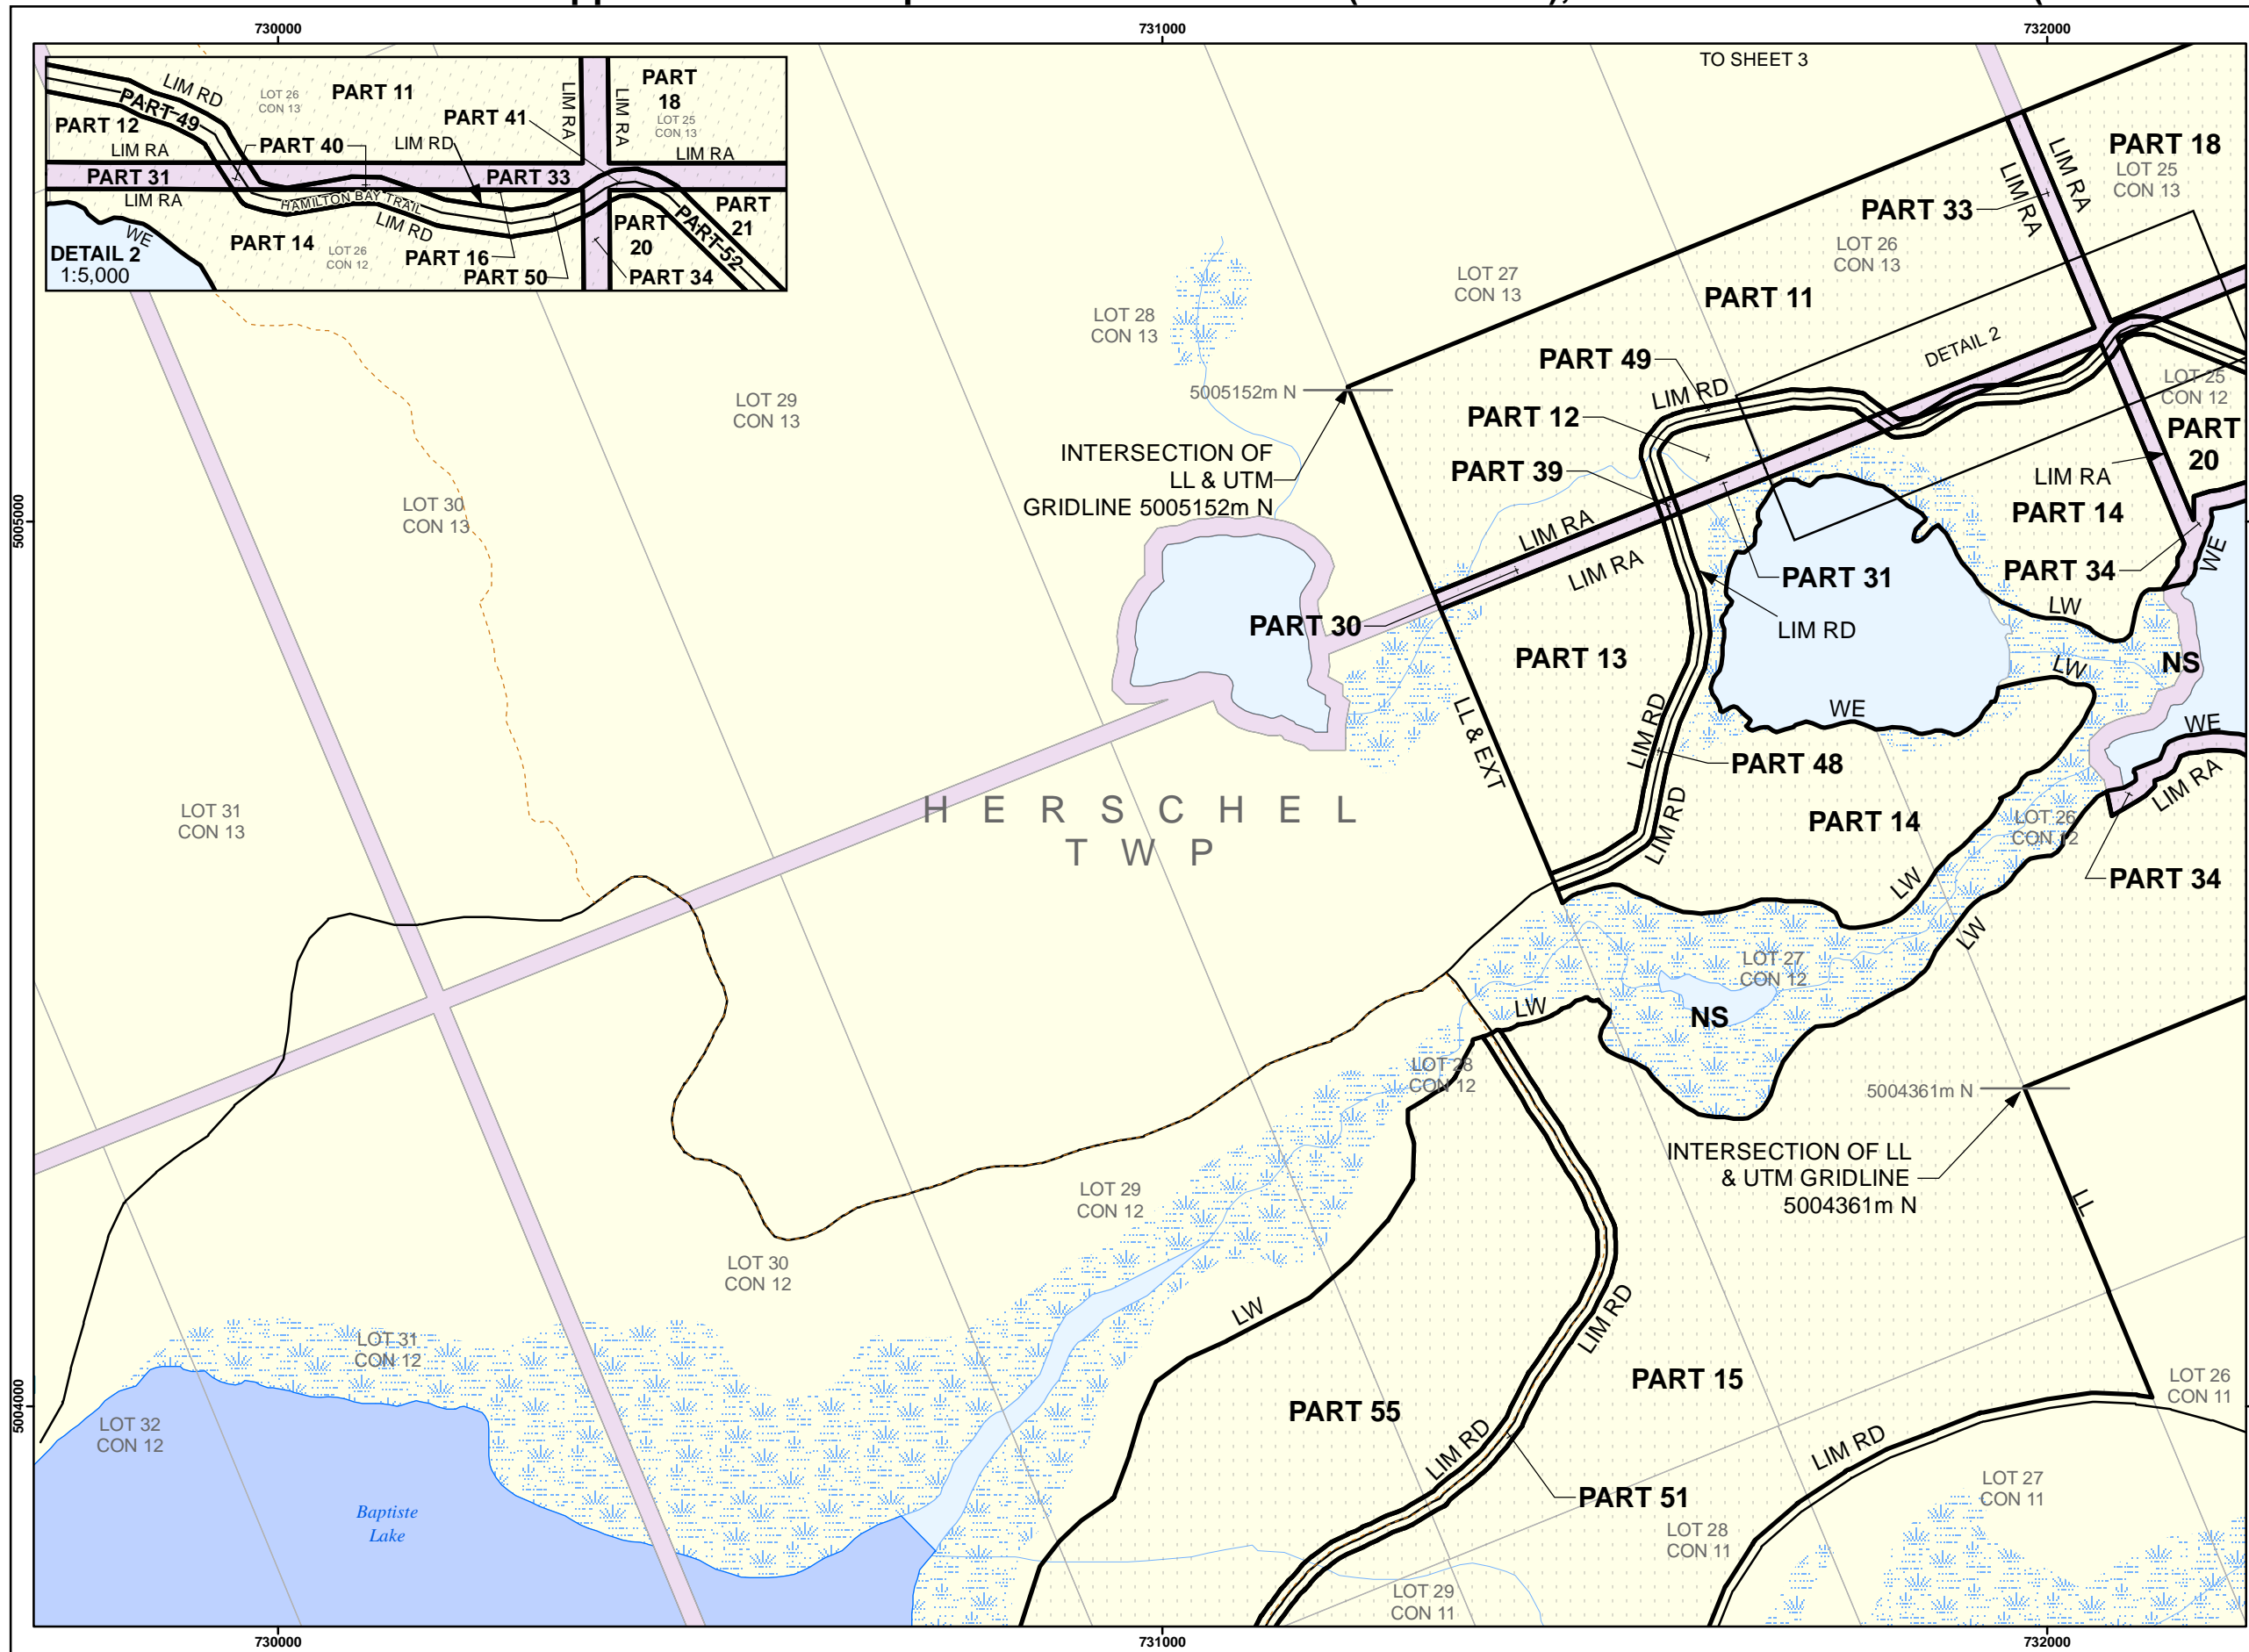 730000
731000
732000
TO SHEET 3
LIM RD
PART 49
PART 12
LIM RA
PART 31
LIM RA
LOT 26
CON 13
PART 11
PART 40
LIM RD
PART 41
LIM RA
LIM RA
PART
18
LOT 25
CON 13
LIM RA
PART 33
HAMILTON BAY TRAIL
LIM RD
WE
DETAIL 2
1:5,000
PART 14
LOT 26
CON 12
PART 16
PART 50
PART
20
PART
21
PART 52
PART 34
LIM RA
LIM RA
PART 18
LOT 25
CON 13
PART 33
LOT 26
CON 13
LOT 27
CON 13
PART 11
LOT 28
CON 13
DETAIL 2
PART 49
LIM RD
LOT 25
CON 12
5005152m N
LOT 29
CON 13
PART 12
PART
20
INTERSECTION OF
LL & UTM
GRIDLINE 5005152m N
PART 39
LIM RA
LOT 30
CON 13
5005000
LIM RA
LIM RA
PART 14
PART 31
PART 34
WE
LW
PART 30
LIM RD
PART 13
LW
NS
LL & EXT
LIM RD
WE
WE
PART 48
LIM RA
LOT 31
CON 13
H E R S C H E L
T W P
LIM RD
PART 14
LOT 26
CON 12
LW
PART 34
LW
LOT 27
CON 12
LW
NS
LOT 28
CON 12
5004361m N
INTERSECTION OF LL
& UTM GRIDLINE
5004361m N
LL
LOT 29
CON 12
LOT 30
CON 12
LW
LIM RD
LOT 31
CON 12
PART 15
LOT 26
CON 11
5004000
LOT 32
CON 12
PART 55
LIM RD
LIM RD
LOT 27
CON 11
PART 51
Baptiste
Lake
LOT 28
CON 11
LOT 29
CON 11
730000
731000
732000